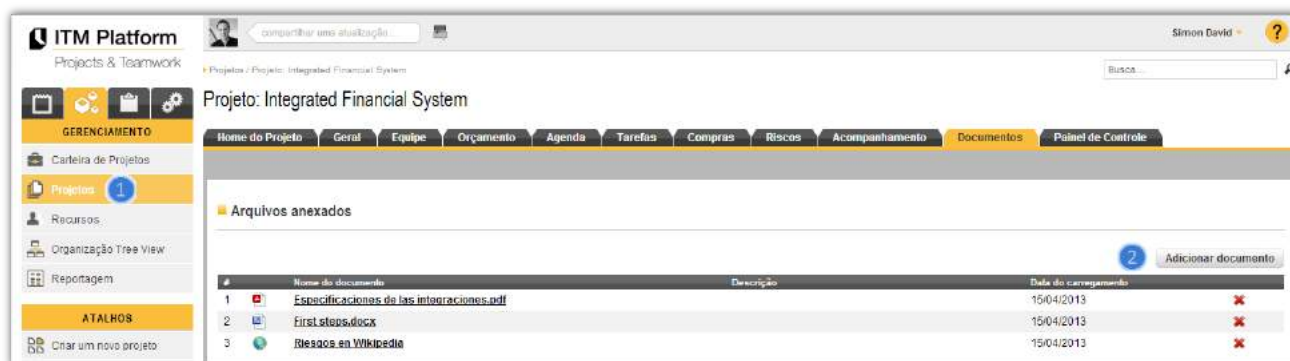 ITM Platform
Projects & Teamwork
compartilhar uma atualização...
Simon David
?
Projetos / Projeto: Integrated Financial System
Busca...
Projeto: Integrated Financial System
Home do Projeto Geral Equipe Orçamento Agenda Tarefas Compras Riscos Acompanhamento Documentos Painel de Controle
GERENCIAMENTO
Carteira de Projetos
Projetos 1
Recursos
Organização Tree View
Reportagem
ATALHOS
Criar um novo projeto
Arquivos anexados
2 Adicionar documento
# Nome do documento Descrição Data do carregamento
1 Especificaciones de las integraciones.pdf 15/04/2013
2 First steps.docx 15/04/2013
3 Riesgos en Wikipedia 15/04/2013